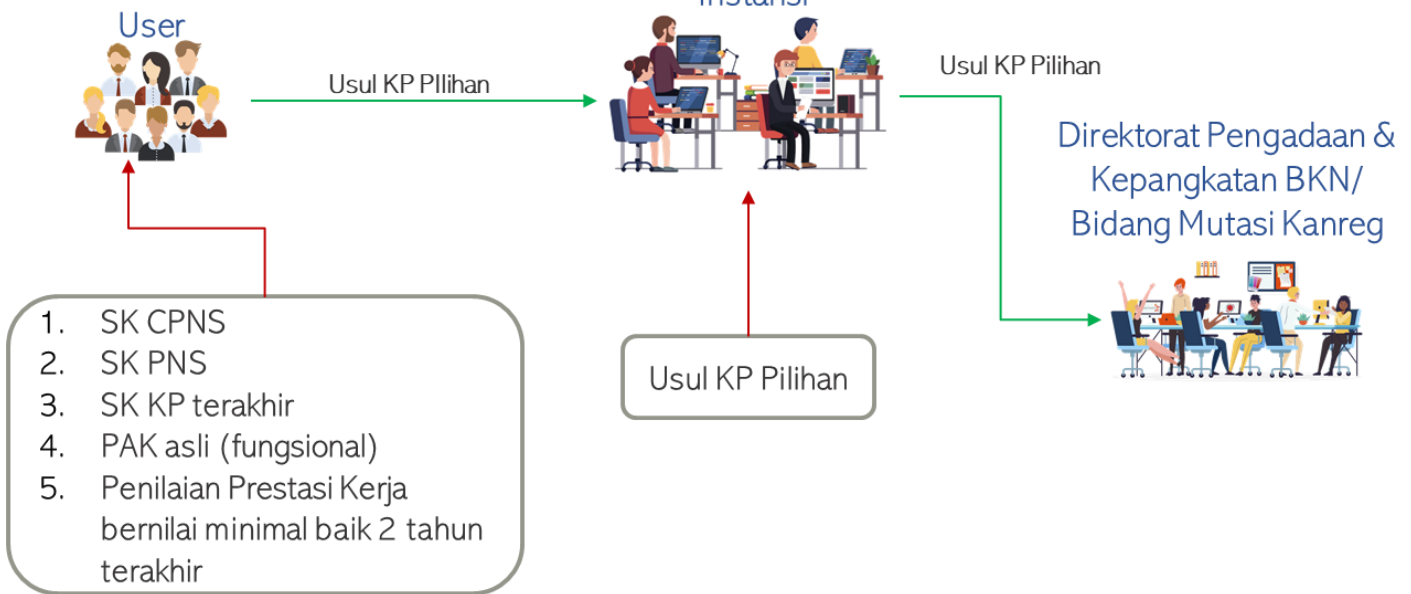 User
Instansi
Usul KP PIlihan
Usul KP Pilihan
Direktorat Pengadaan &
Kepangkatan BKN/
Bidang Mutasi Kanreg
1. SK CPNS
2. SK PNS
3. SK KP terakhir
4. PAK asli (fungsional)
5. Penilaian Prestasi Kerja
bernilai minimal baik 2 tahun
terakhir
Usul KP Pilihan